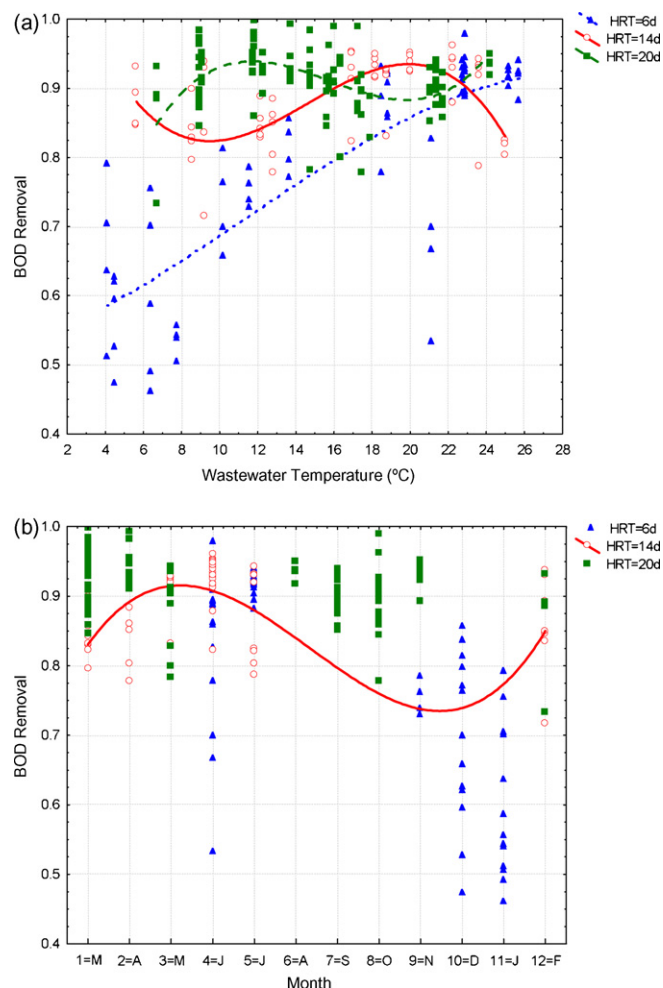 (a)
HRT=6d
HRT=14d
HRT=20d
1.0
0.9
0.8
0.7
0.6
0.5
0.4
BOD Removal
2 4 6 8 10 12 14 16 18 20 22 24 26 28
Wastewater Temperature (ºC)
(b)
HRT=6d
HRT=14d
HRT=20d
1.0
0.9
0.8
0.7
0.6
0.5
0.4
BOD Removal
1=M 2=A 3=M 4=J 5=J 6=A 7=S 8=O 9=N 10=D 11=J 12=F
Month